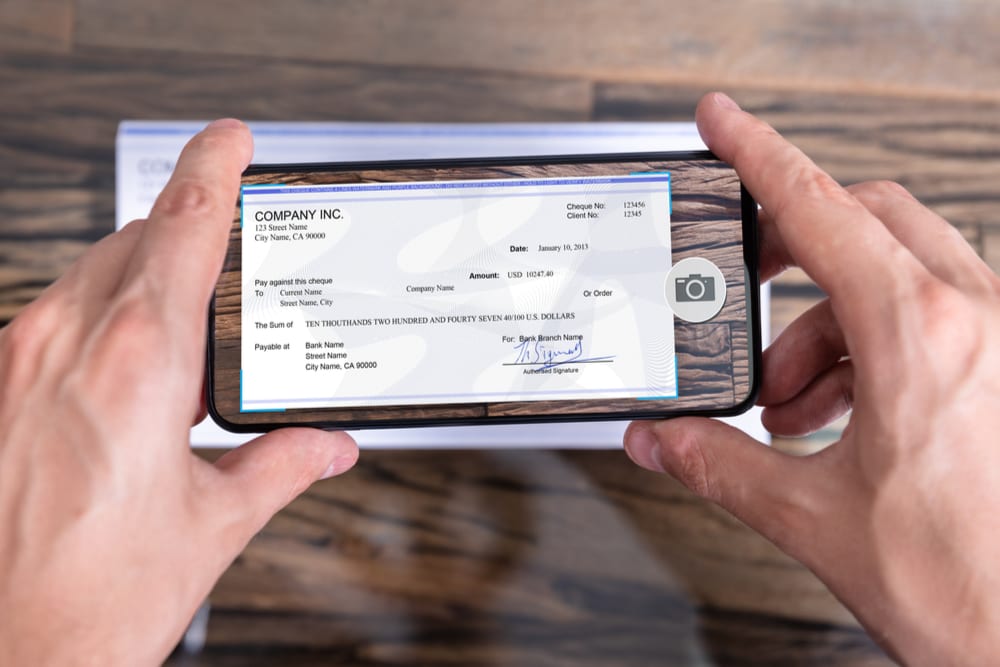 COMPANY INC.
123 Street Name
City Name, CA 90000
Cheque No: 123456
Client No: 12345
Date: January 10, 2013
Amount: USD 10247.40
Pay against this cheque
To Current Name
Street Name, City
Company Name
Or Order
The Sum of TEN THOUTHANDS TWO HUNDRED AND FOURTY SEVEN 40/100 U.S. DOLLARS
Payable at Bank Name
Street Name
City Name, CA 90000
For: Bank Branch Name
Authorised Signature